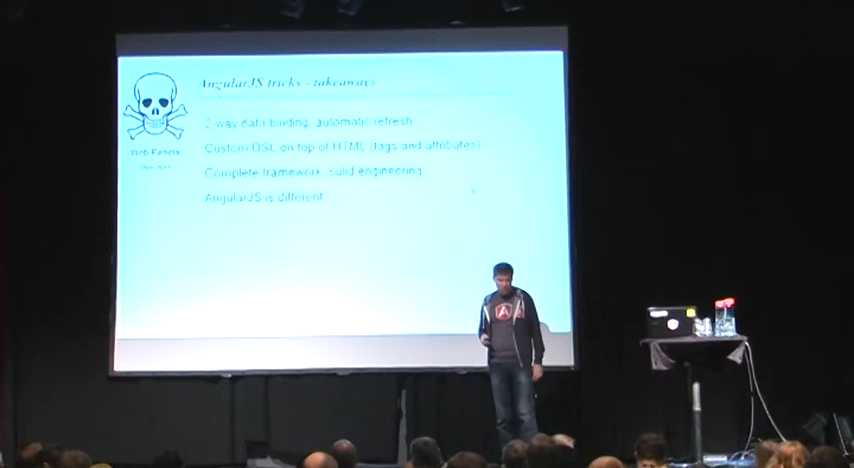 AngularJS tricks - takeaways
2 way data binding, automatic refresh
Custom DSL on top of HTML (tags and attributes)
Complete framework, solid engineering
AngularJS is different.
Web Rebels
A